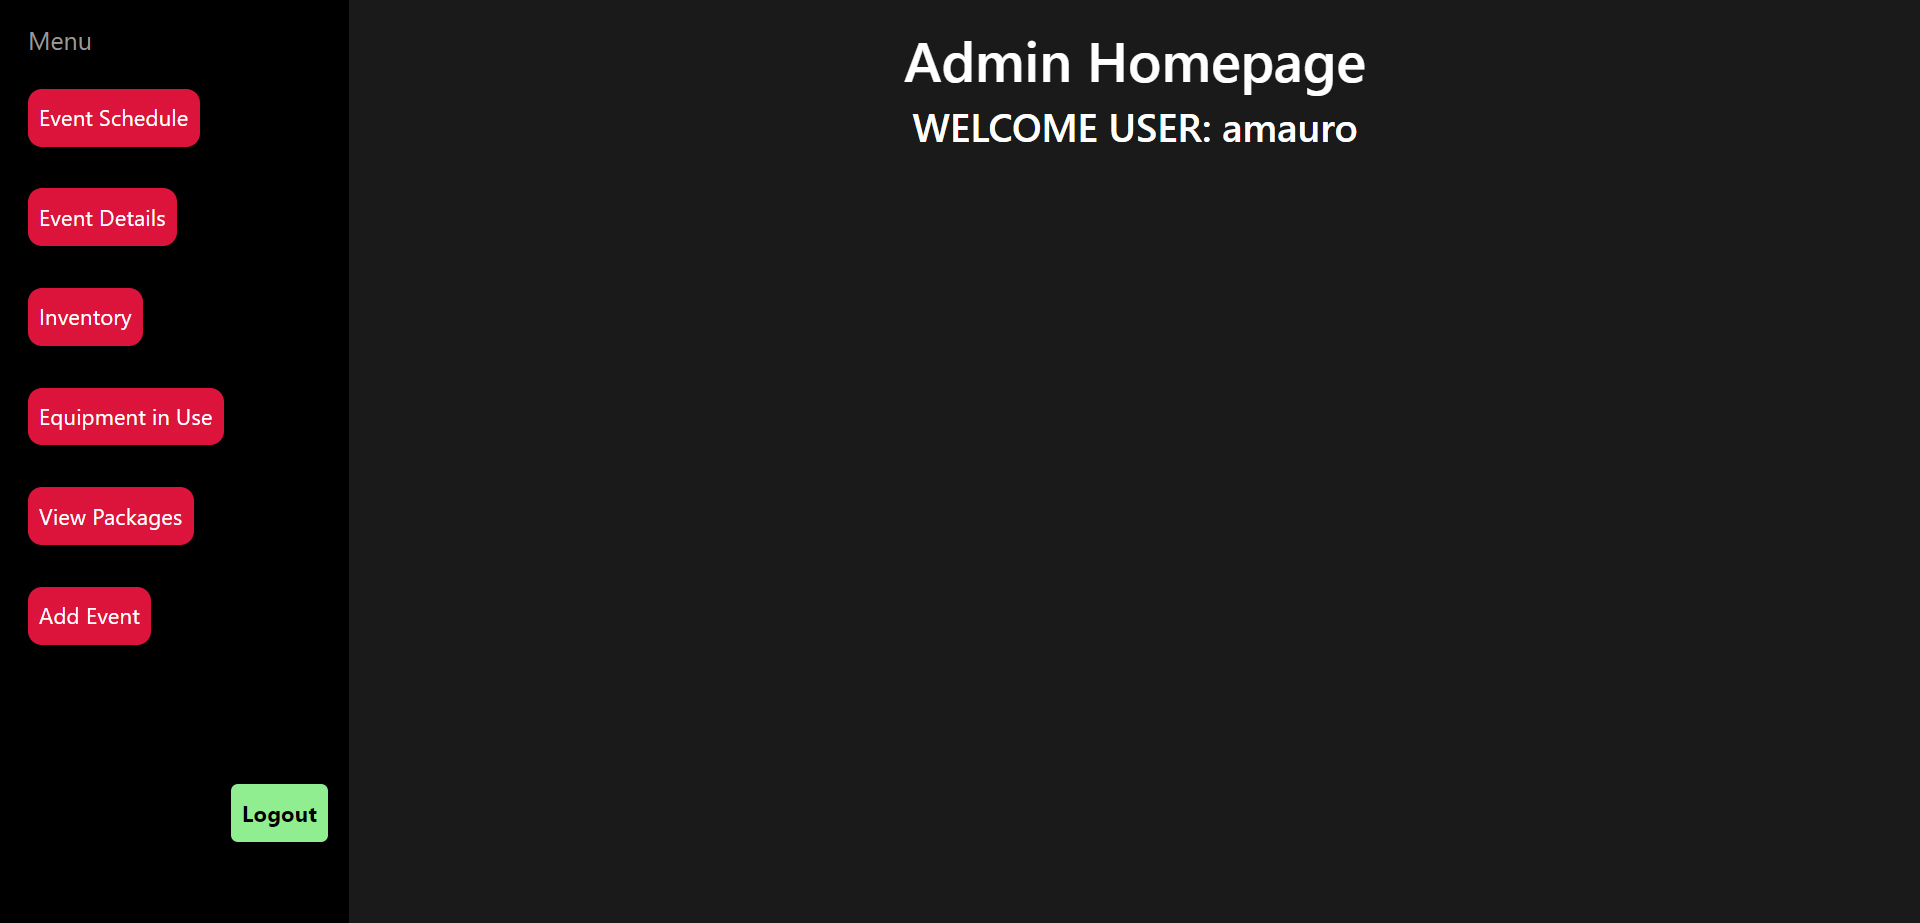 Menu
Event Schedule
Event Details
Inventory
Equipment in Use
View Packages
Add Event
Logout
Admin Homepage
WELCOME USER: amauro